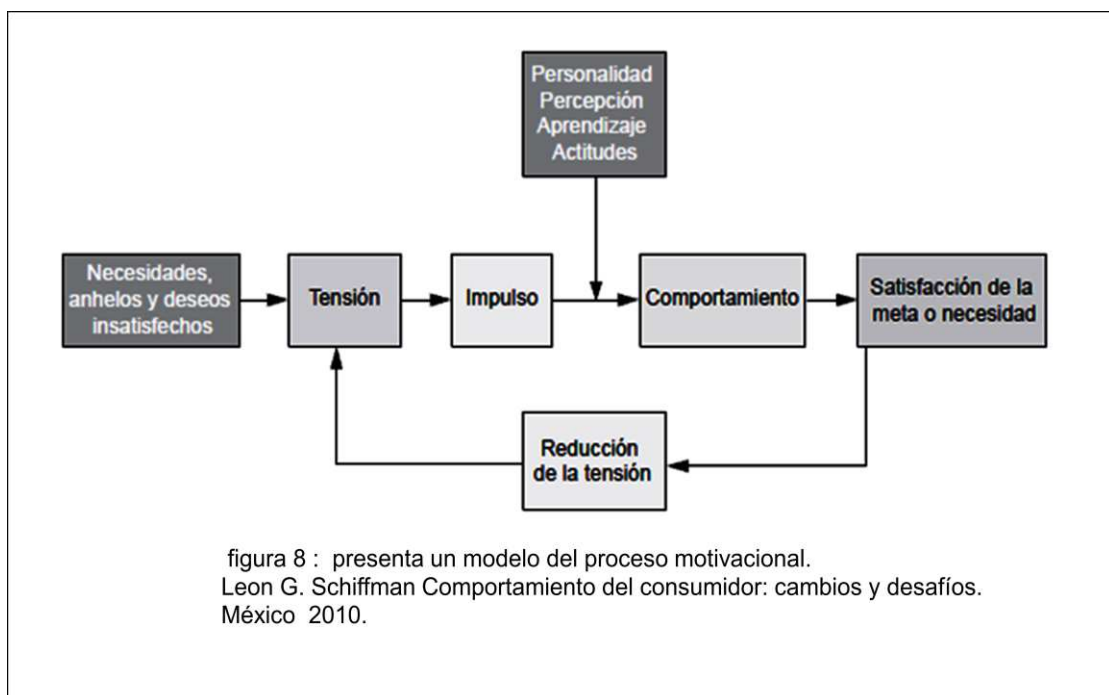 Personalidad
Percepción
Aprendizaje
Actitudes
Necesidades,
anhelos y deseos
insatisfechos
Tensión
Impulso
Comportamiento
Satisfacción de la
meta o necesidad
Reducción
de la tensión
figura 8 : presenta un modelo del proceso motivacional.
Leon G. Schiffman Comportamiento del consumidor: cambios y desafíos.
México 2010.